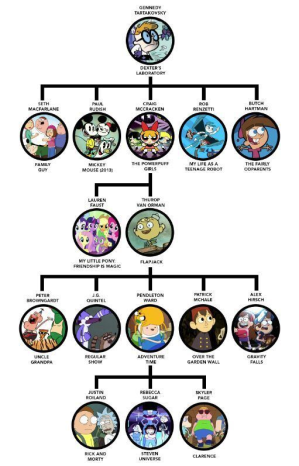 GENNEDY
TARTAKOVSKY
DEXTER'S
LABORATORY
SETH
MACFARLANE
PAUL
RUDISH
CRAIG
MCCRACKEN
ROB
RENZETTI
BUTCH
HARTMAN
FAMILY
GUY
MICKEY
MOUSE (2013)
THE POWERPUFF
GIRLS
MY LIFE AS A
TEENAGE ROBOT
THE FAIRLY
ODPARENTS
LAUREN
FAUST
THUROP
VAN ORMAN
MY LITTLE PONY:
FRIENDSHIP IS MAGIC
FLAPJACK
PETER
BROWNGARDT
J.G.
QUINTEL
PENDLETON
WARD
PATRICK
MCHALE
ALEX
HIRSCH
UNCLE
GRANDPA
REGULAR
SHOW
ADVENTURE
TIME
OVER THE
GARDEN WALL
GRAVITY
FALLS
JUSTIN
ROILAND
REBECCA
SUGAR
SKYLER
PAGE
RICK AND
MORTY
STEVEN
UNIVERSE
CLARENCE